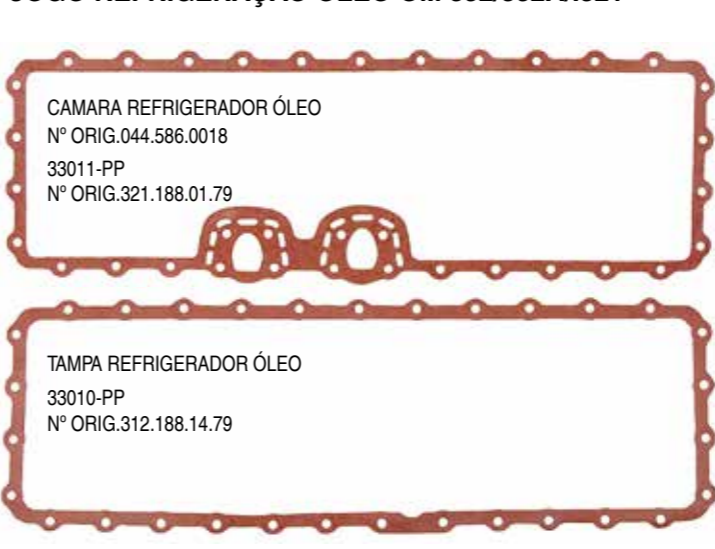 CAMARA REFRIGERADOR ÓLEO
Nº ORIG.044.586.0018
33011-PP
Nº ORIG.321.188.01.79
TAMPA REFRIGERADOR ÓLEO
33010-PP
Nº ORIG.312.188.14.79